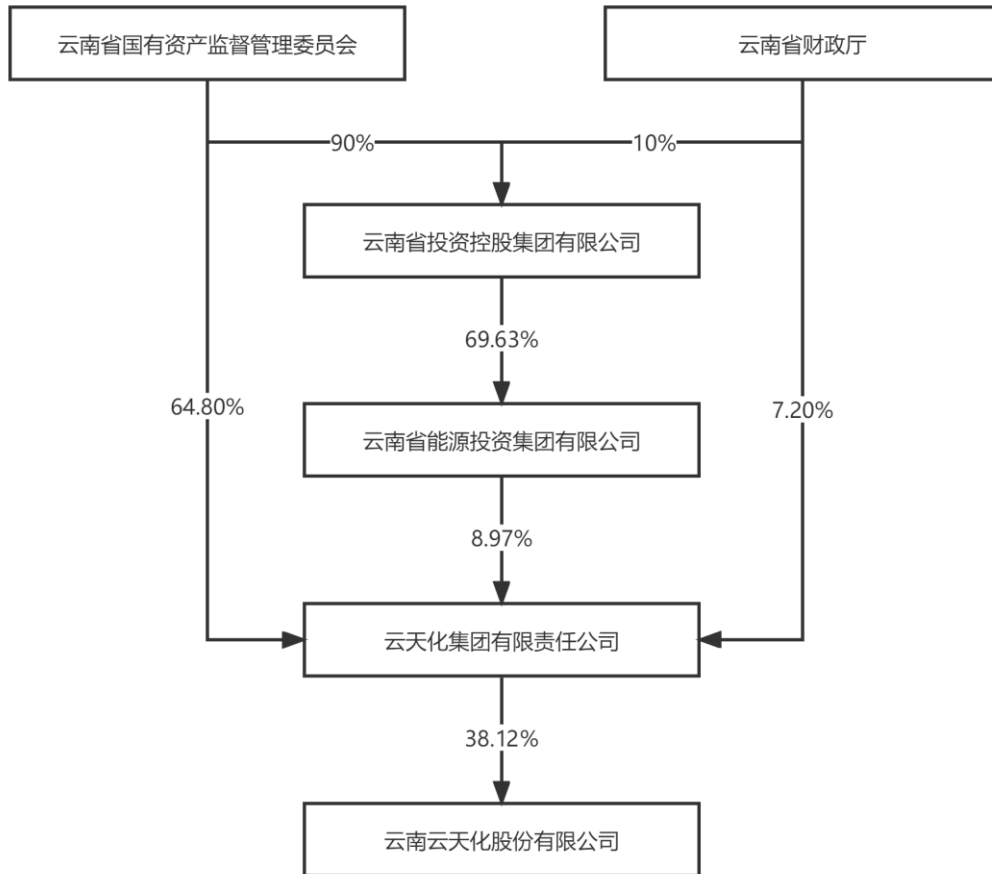 云南省国有资产监督管理委员会
云南省财政厅
90%
10%
云南省投资控股集团有限公司
69.63%
64.80%
7.20%
云南省能源投资集团有限公司
8.97%
云天化集团有限责任公司
38.12%
云南云天化股份有限公司